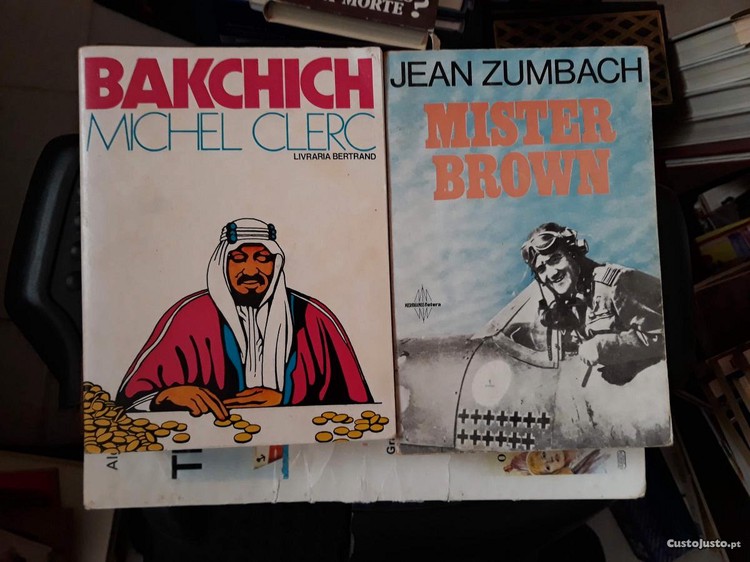 MORTE?
BAKCHICH
MICHEL CLERC
LIVRARIA BERTRAND
JEAN ZUMBACH
MISTER
BROWN
CustoJusto.pt